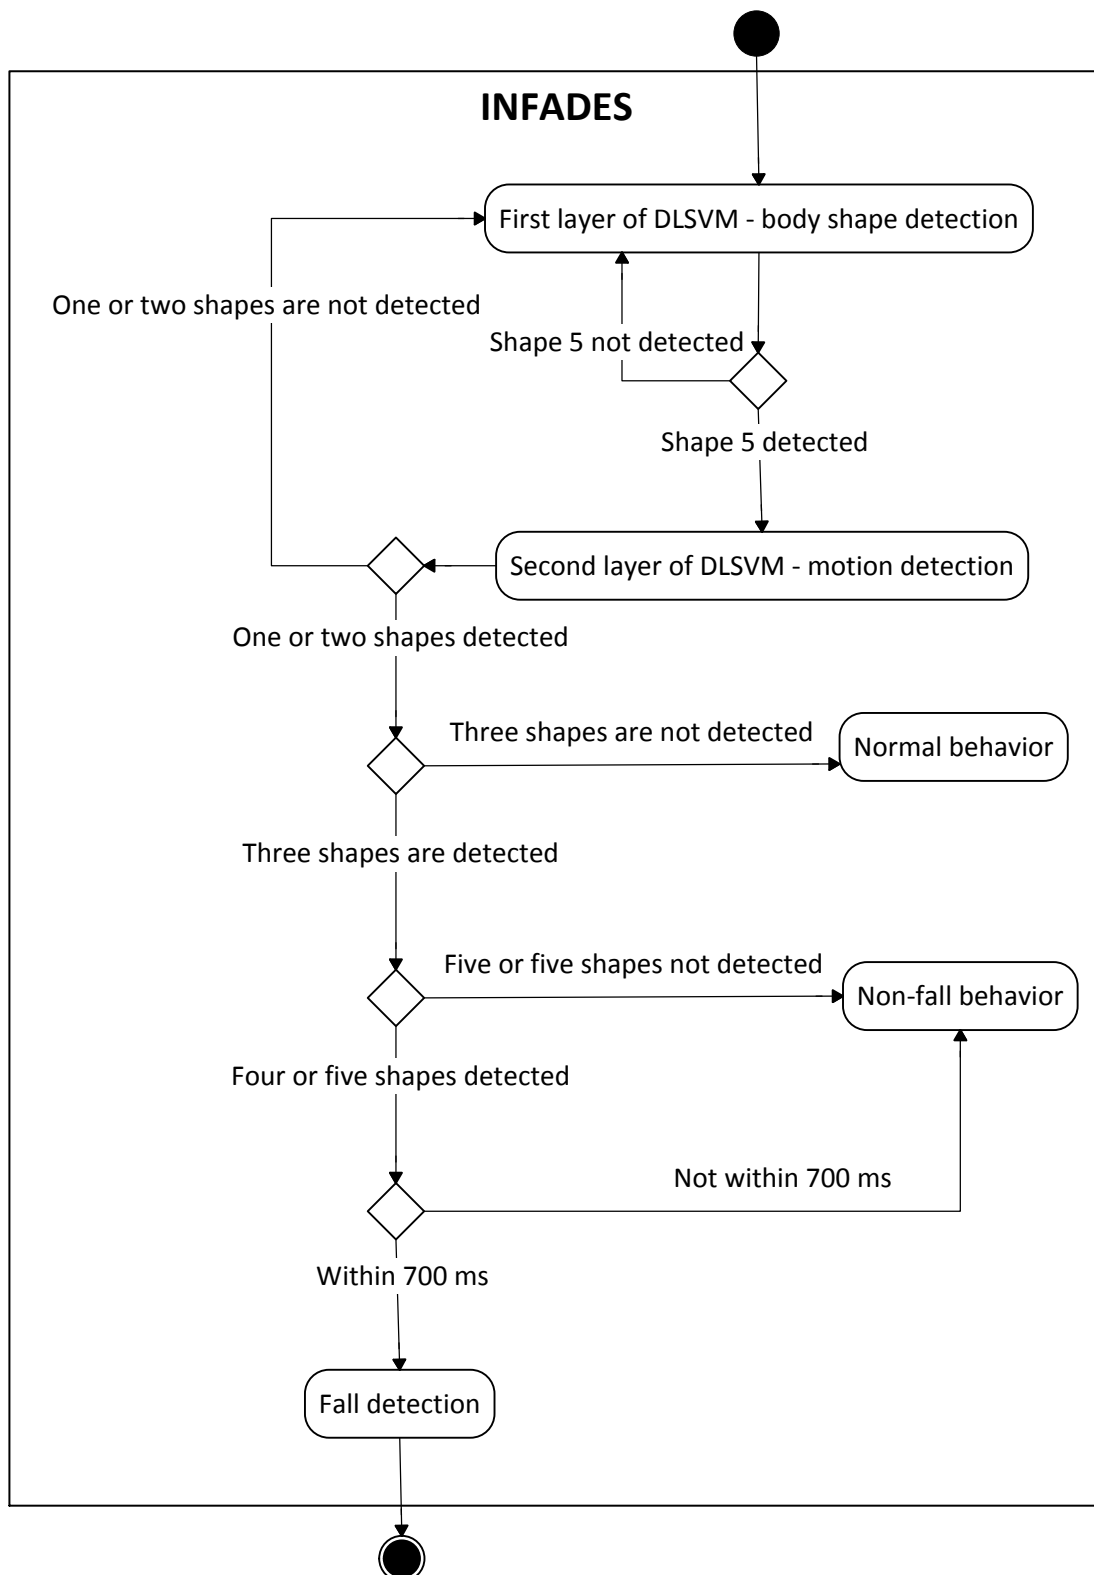 INFADES
First layer of DLSVM - body shape detection
One or two shapes are not detected
Shape 5 not detected
Shape 5 detected
Second layer of DLSVM - motion detection
One or two shapes detected
Three shapes are not detected
Normal behavior
Three shapes are detected
Five or five shapes not detected
Non-fall behavior
Four or five shapes detected
Not within 700 ms
Within 700 ms
Fall detection